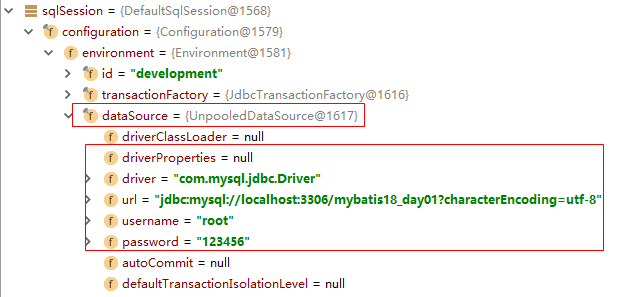 sqlSession = {DefaultSqlSession@1568}
configuration = {Configuration@1579}
environment = {Environment@1581}
id = "development"
transactionFactory = {JdbcTransactionFactory@1616}
dataSource = {UnpooledDataSource@1617}
driverClassLoader = null
driverProperties = null
driver = "com.mysql.jdbc.Driver"
url = "jdbc:mysql://localhost:3306/mybatis18_day01?characterEncoding=utf-8"
username = "root"
password = "123456"
autoCommit = null
defaultTransactionIsolationLevel = null